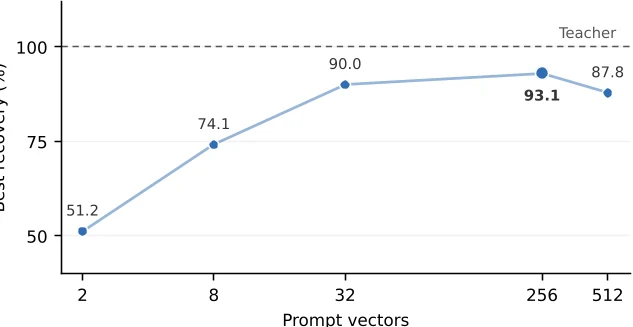 Teacher
100
90.0
87.8
93.1
74.1
75
51.2
50
2 8 32 256 512
Prompt vectors
recovery (%)